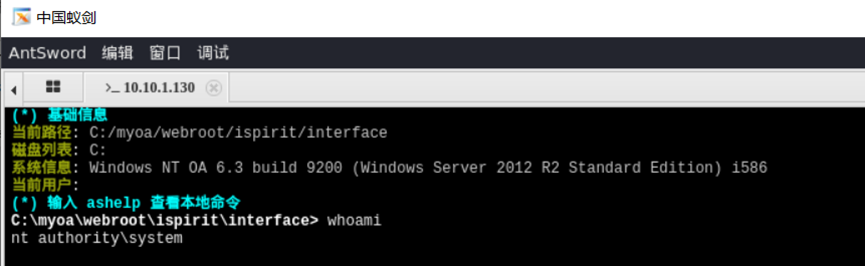 中国蚁剑
AntSword 编辑 窗口 调试
>_ 10.10.1.130
(*) 基础信息
当前路径: C:/myoa/webroot/ispirit/interface
磁盘列表: C:
系统信息: Windows NT OA 6.3 build 9200 (Windows Server 2012 R2 Standard Edition) i586
当前用户:
(*) 输入 ashelp 查看本地命令
C:\myoa\webroot\ispirit\interface> whoami
nt authority\system